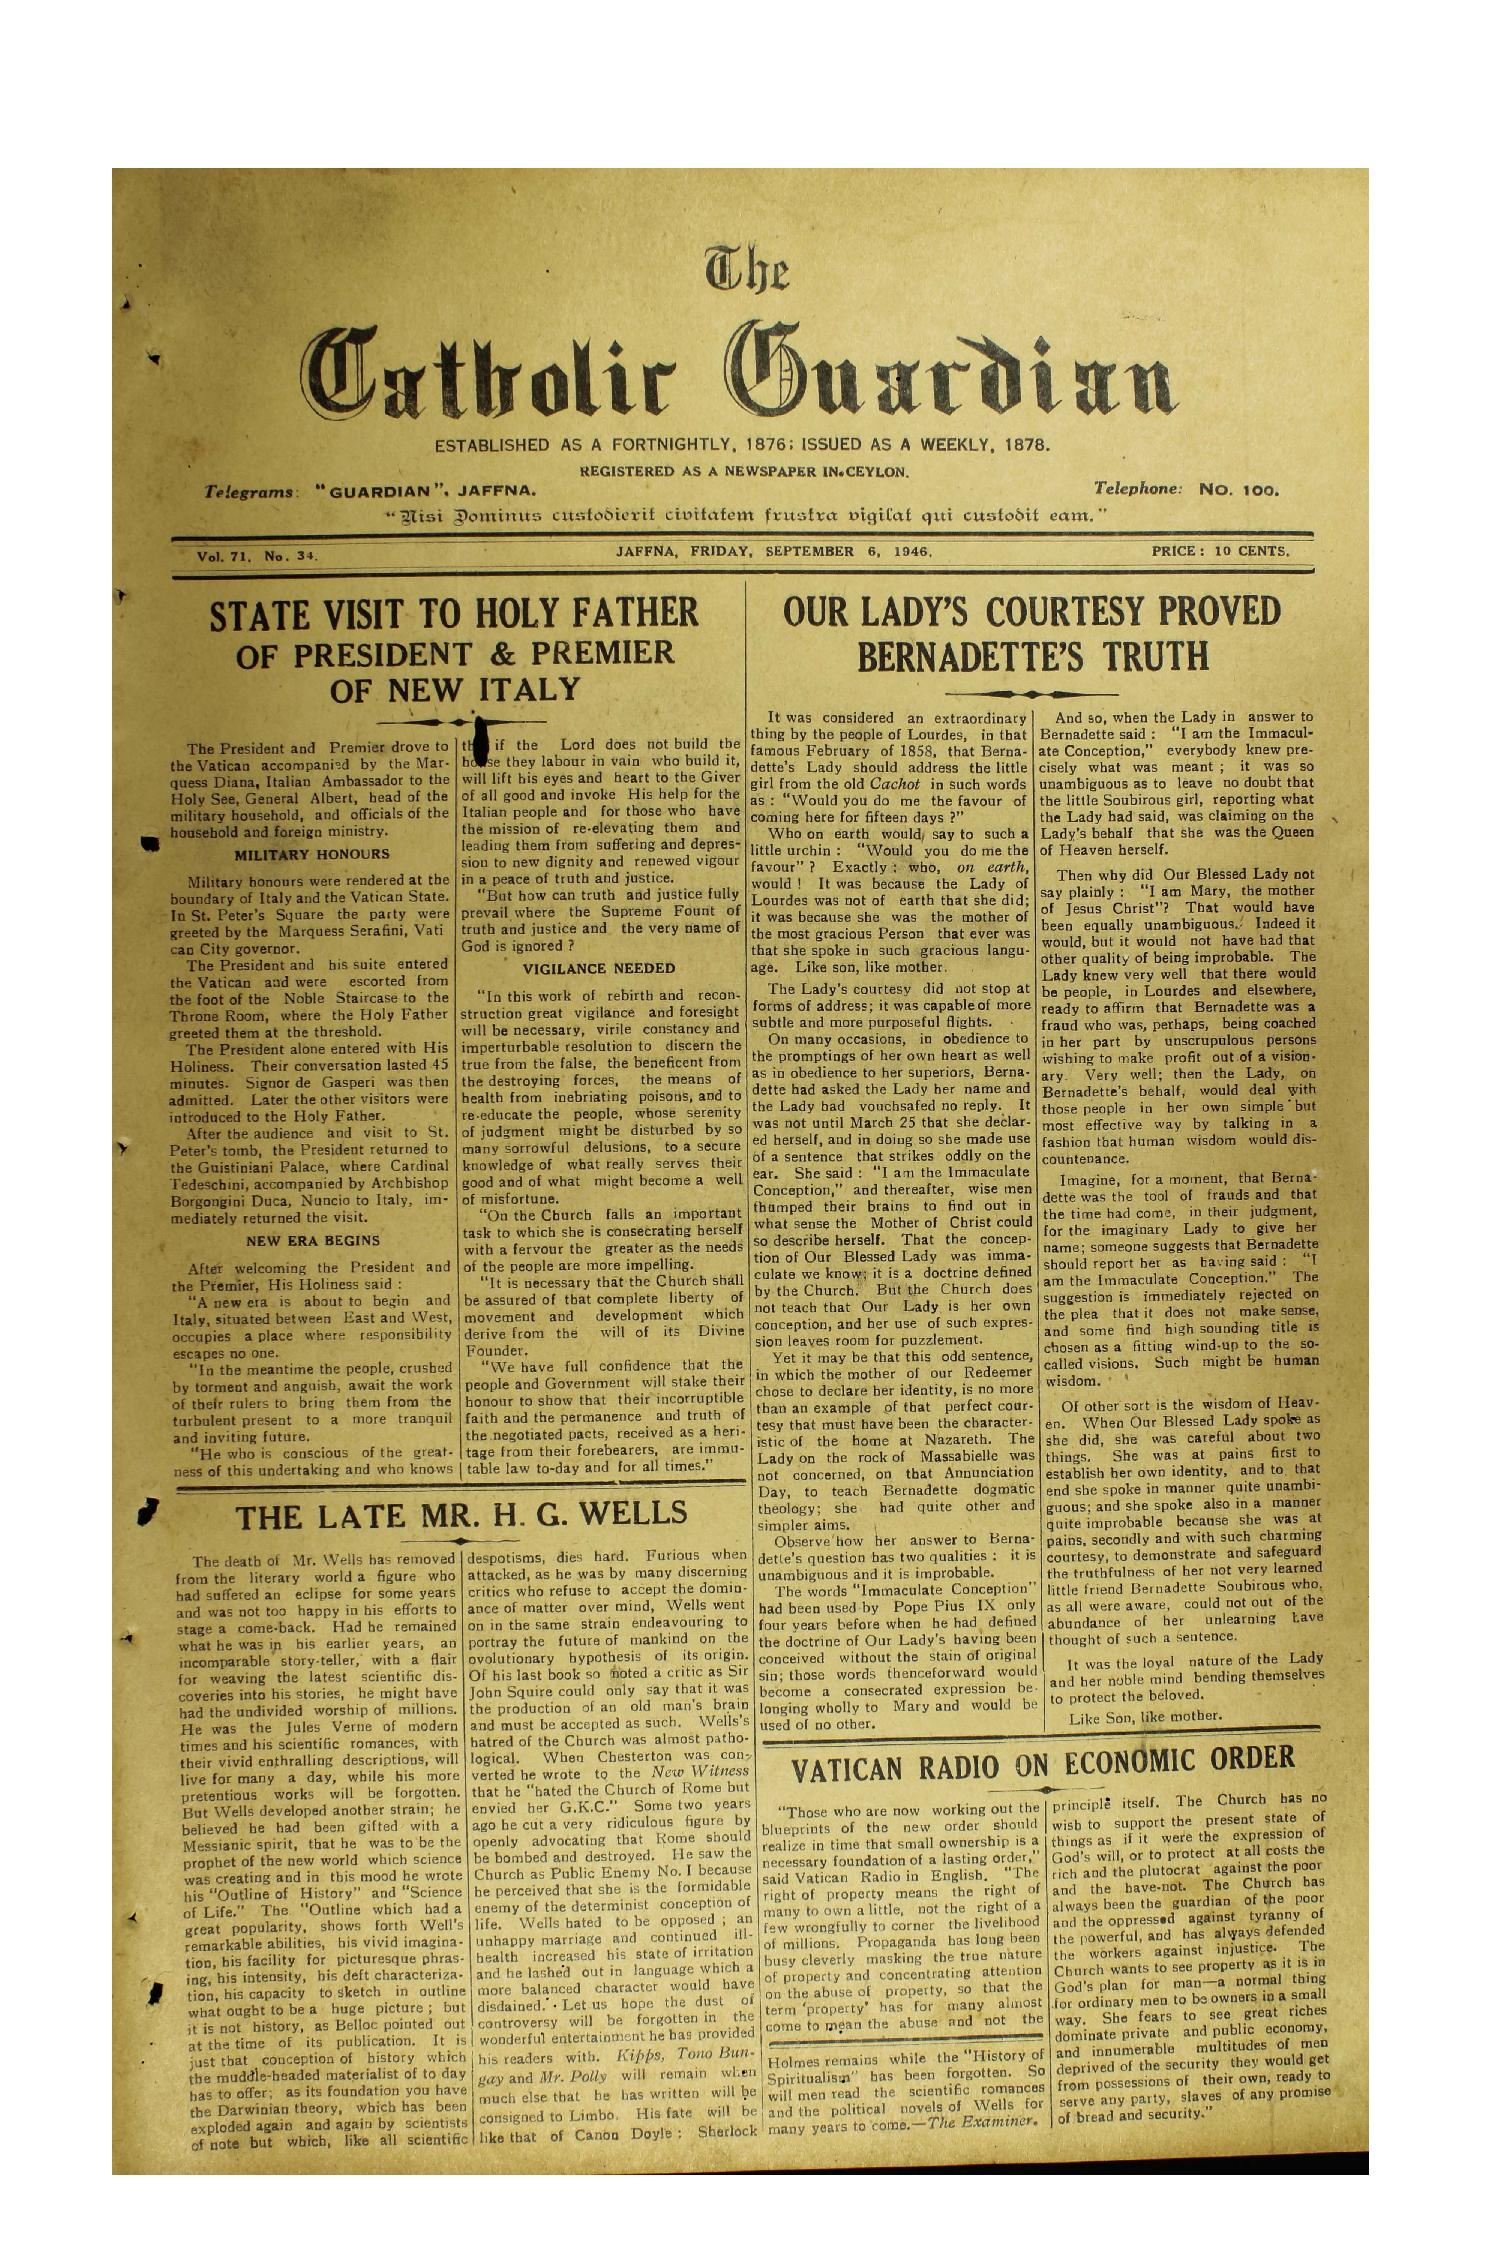 The
Catholic Guardian
ESTABLISHED AS A FORTNIGHTLY, 1876; ISSUED AS A WEEKLY, 1878.
REGISTERED AS A NEWSPAPER IN CEYLON.
Telegrams: "GUARDIAN", JAFFNA.
Telephone: NO. 100.
"Nisi Dominus custodierit civitatem frustra vigilat qui custodit eam."
Vol. 71. No. 34.
JAFFNA, FRIDAY, SEPTEMBER 6, 1946.
PRICE: 10 CENTS.
STATE VISIT TO HOLY FATHER
OF PRESIDENT & PREMIER
OF NEW ITALY
The President and Premier drove to
the Vatican accompanied by the Mar-
quess Diana, Italian Ambassador to the
Holy See, General Albert, head of the
military household, and officials of the
household and foreign ministry.
MILITARY HONOURS
Military honours were rendered at the
boundary of Italy and the Vatican State.
In St. Peter's Square the party were
greeted by the Marquess Serafini, Vati
can City governor.
The President and his suite entered
the Vatican and were escorted from
the foot of the Noble Staircase to the
Throne Room, where the Holy Father
greeted them at the threshold.
The President alone entered with His
Holiness. Their conversation lasted 45
minutes. Signor de Gasperi was then
admitted. Later the other visitors were
introduced to the Holy Father.
After the audience and visit to St.
Peter's tomb, the President returned to
the Guistiniani Palace, where Cardinal
Tedeschini, accompanied by Archbishop
Borgongini Duca, Nuncio to Italy, im-
mediately returned the visit.
NEW ERA BEGINS
After welcoming the President and
the Premier, His Holiness said :
"A new era is about to begin and
Italy, situated between East and West,
occupies a place where responsibility
escapes no one.
"In the meantime the people, crushed
by torment and anguish, await the work
of their rulers to bring them from the
turbulent present to a more tranquil
and inviting future.
"He who is conscious of the great-
ness of this undertaking and who knows
if the Lord does not build the
house they labour in vain who build it,
will lift his eyes and heart to the Giver
of all good and invoke His help for the
Italian people and for those who have
the mission of re-elevating them and
leading them from suffering and depres-
sion to new dignity and renewed vigour
in a peace of truth and justice.
"But how can truth and justice fully
prevail where the Supreme Fount of
truth and justice and the very name of
God is ignored ?
VIGILANCE NEEDED
"In this work of rebirth and recon-
struction great vigilance and foresight
will be necessary, virile constancy and
imperturbable resolution to discern the
true from the false, the beneficent from
the destroying forces, the means of
health from inebriating poisons, and to
re-educate the people, whose serenity
of judgment might be disturbed by so
many sorrowful delusions, to a secure
knowledge of what really serves their
good and of what might become a well
of misfortune.
"On the Church falls an important
task to which she is consecrating herself
with a fervour the greater as the needs
of the people are more impelling.
"It is necessary that the Church shall
be assured of that complete liberty of
movement and development which
derive from the will of its Divine
Founder.
"We have full confidence that the
people and Government will stake their
honour to show that their incorruptible
faith and the permanence and truth of
the negotiated pacts, received as a heri-
tage from their forebearers, are immu-
table law to-day and for all times."
THE LATE MR. H. G. WELLS
The death of Mr. Wells has removed
from the literary world a figure who
had suffered an eclipse for some years
and was not too happy in his efforts to
stage a come-back. Had he remained
what he was in his earlier years, an
incomparable story-teller, with a flair
for weaving the latest scientific dis-
coveries into his stories, he might have
had the undivided worship of millions.
He was the Jules Verne of modern
times and his scientific romances, with
their vivid enthralling descriptions, will
live for many a day, while his more
pretentious works will be forgotten.
But Wells developed another strain; he
believed he had been gifted with a
Messianic spirit, that he was to be the
prophet of the new world which science
was creating and in this mood he wrote
his "Outline of History" and "Science
of Life." The "Outline which had a
great popularity, shows forth Well's
remarkable abilities, his vivid imagina-
tion, his facility for picturesque phras-
ing, his intensity, his deft characteriza-
tion, his capacity to sketch in outline
what ought to be a huge picture ; but
it is not history, as Belloc pointed out
at the time of its publication. It is
just that conception of history which
the muddle-headed materialist of to day
has to offer; as its foundation you have
the Darwinian theory, which has been
exploded again and again by scientists
of note but which, like all scientific
despotisms, dies hard. Furious when
attacked, as he was by many discerning
critics who refuse to accept the domin-
ance of matter over mind, Wells went
on in the same strain endeavouring to
portray the future of mankind on the
ovolutionary hypothesis of its origin.
Of his last book so noted a critic as Sir
John Squire could only say that it was
the production of an old man's brain
and must be accepted as such. Wells's
hatred of the Church was almost patho-
logical. When Chesterton was con-
verted he wrote to the New Witness
that he "hated the Church of Rome but
envied her G.K.C." Some two years
ago he cut a very ridiculous figure by
openly advocating that Rome should
be bombed and destroyed. He saw the
Church as Public Enemy No. 1 because
he perceived that she is the formidable
enemy of the determinist conception of
life. Wells hated to be opposed ; an
unhappy marriage and continued ill-
health increased his state of irritation
and he lashed out in language which a
more balanced character would have
disdained. Let us hope the dust of
controversy will be forgotten in the
wonderful entertainment he has provided
his readers with. Kipps, Tono Bun-
gay and Mr. Polly will remain when
much else that he has written will be
consigned to Limbo. His fate will be
like that of Canon Doyle : Sherlock
Holmes remains while the "History of
Spiritualism" has been forgotten. So
will men read the scientific romances
and the political novels of Wells for
many years to come.—The Examiner.
OUR LADY'S COURTESY PROVED
BERNADETTE'S TRUTH
It was considered an extraordinary
thing by the people of Lourdes, in that
famous February of 1858, that Berna-
dette's Lady should address the little
girl from the old Cachot in such words
as : "Would you do me the favour of
coming here for fifteen days ?"
Who on earth would say to such a
little urchin : "Would you do me the
favour" ? Exactly : who, on earth,
would ! It was because the Lady of
Lourdes was not of earth that she did;
it was because she was the mother of
the most gracious Person that ever was
that she spoke in such gracious langu-
age. Like son, like mother.
The Lady's courtesy did not stop at
forms of address; it was capable of more
subtle and more purposeful flights.
On many occasions, in obedience to
the promptings of her own heart as well
as in obedience to her superiors, Berna-
dette had asked the Lady her name and
the Lady had vouchsafed no reply. It
was not until March 25 that she declar-
ed herself, and in doing so she made use
of a sentence that strikes oddly on the
ear. She said : "I am the Immaculate
Conception," and thereafter, wise men
thumped their brains to find out in
what sense the Mother of Christ could
so describe herself. That the concep-
tion of Our Blessed Lady was imma-
culate we know; it is a doctrine defined
by the Church. But the Church does
not teach that Our Lady is her own
conception, and her use of such expres-
sion leaves room for puzzlement.
Yet it may be that this odd sentence,
in which the mother of our Redeemer
chose to declare her identity, is no more
than an example of that perfect cour-
tesy that must have been the character-
istic of the home at Nazareth. The
Lady on the rock of Massabielle was
not concerned, on that Annunciation
Day, to teach Bernadette dogmatic
theology; she had quite other and
simpler aims.
Observe how her answer to Berna-
dette's question has two qualities : it is
unambiguous and it is improbable.
The words "Immaculate Conception"
had been used by Pope Pius IX only
four years before when he had defined
the doctrine of Our Lady's having been
conceived without the stain of original
sin; those words thenceforward would
become a consecrated expression be-
longing wholly to Mary and would be
used of no other.
And so, when the Lady in answer to
Bernadette said : "I am the Immacul-
ate Conception," everybody knew pre-
cisely what was meant ; it was so
unambiguous as to leave no doubt that
the little Soubirous girl, reporting what
the Lady had said, was claiming on the
Lady's behalf that she was the Queen
of Heaven herself.
Then why did Our Blessed Lady not
say plainly : "I am Mary, the mother
of Jesus Christ"? That would have
been equally unambiguous. Indeed it
would, but it would not have had that
other quality of being improbable. The
Lady knew very well that there would
be people, in Lourdes and elsewhere,
ready to affirm that Bernadette was a
fraud who was, perhaps, being coached
in her part by unscrupulous persons
wishing to make profit out of a vision-
ary. Very well; then the Lady, on
Bernadette's behalf, would deal with
those people in her own simple but
most effective way by talking in a
fashion that human wisdom would dis-
countenance.
Imagine, for a moment, that Berna-
dette was the tool of frauds and that
the time had come, in their judgment,
for the imaginary Lady to give her
name; someone suggests that Bernadette
should report her as having said : "I
am the Immaculate Conception." The
suggestion is immediately rejected on
the plea that it does not make sense,
and some find high sounding title is
chosen as a fitting wind-up to the so-
called visions. Such might be human
wisdom.
Of other sort is the wisdom of Heav-
en. When Our Blessed Lady spoke as
she did, she was careful about two
things. She was at pains first to
establish her own identity, and to that
end she spoke in manner quite unambi-
guous; and she spoke also in a manner
quite improbable because she was at
pains, secondly and with such charming
courtesy, to demonstrate and safeguard
the truthfulness of her not very learned
little friend Bernadette Soubirous who,
as all were aware, could not out of the
abundance of her unlearning have
thought of such a sentence.
It was the loyal nature of the Lady
and her noble mind bending themselves
to protect the beloved.
Like Son, like mother.
VATICAN RADIO ON ECONOMIC ORDER
"Those who are now working out the
blueprints of the new order should
realize in time that small ownership is a
necessary foundation of a lasting order,"
said Vatican Radio in English. "The
right of property means the right of
many to own a little, not the right of a
few wrongfully to corner the livelihood
of millions. Propaganda has long been
busy cleverly masking the true nature
of property and concentrating attention
on the abuse of property, so that the
term 'property' has for many almost
come to mean the abuse and not the
principle itself. The Church has no
wish to support the present state of
things as if it were the expression of
God's will, or to protect at all costs the
rich and the plutocrat against the poor
and the have-not. The Church has
always been the guardian of the poor
and the oppressed against tyranny of
the powerful, and has always defended
the workers against injustice. The
Church wants to see property as it is in
God's plan for man—a normal thing
for ordinary men to be owners in a small
way. She fears to see great riches
dominate private and public economy,
and innumerable multitudes of men
deprived of the security they would get
from possessions of their own, ready to
serve any party, slaves of any promise
of bread and security."